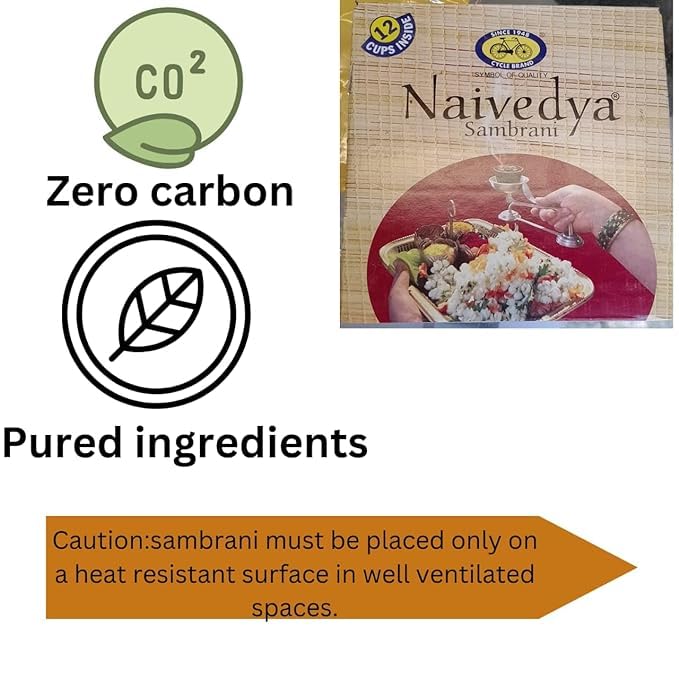 CO²
Zero carbon
Pured ingredients
12
CUPS INSIDE
SINCE 1948
CYCLE BRAND
SYMBOL OF QUALITY
Naivedya®
Sambrani
Caution:sambrani must be placed only on
a heat resistant surface in well ventilated
spaces.